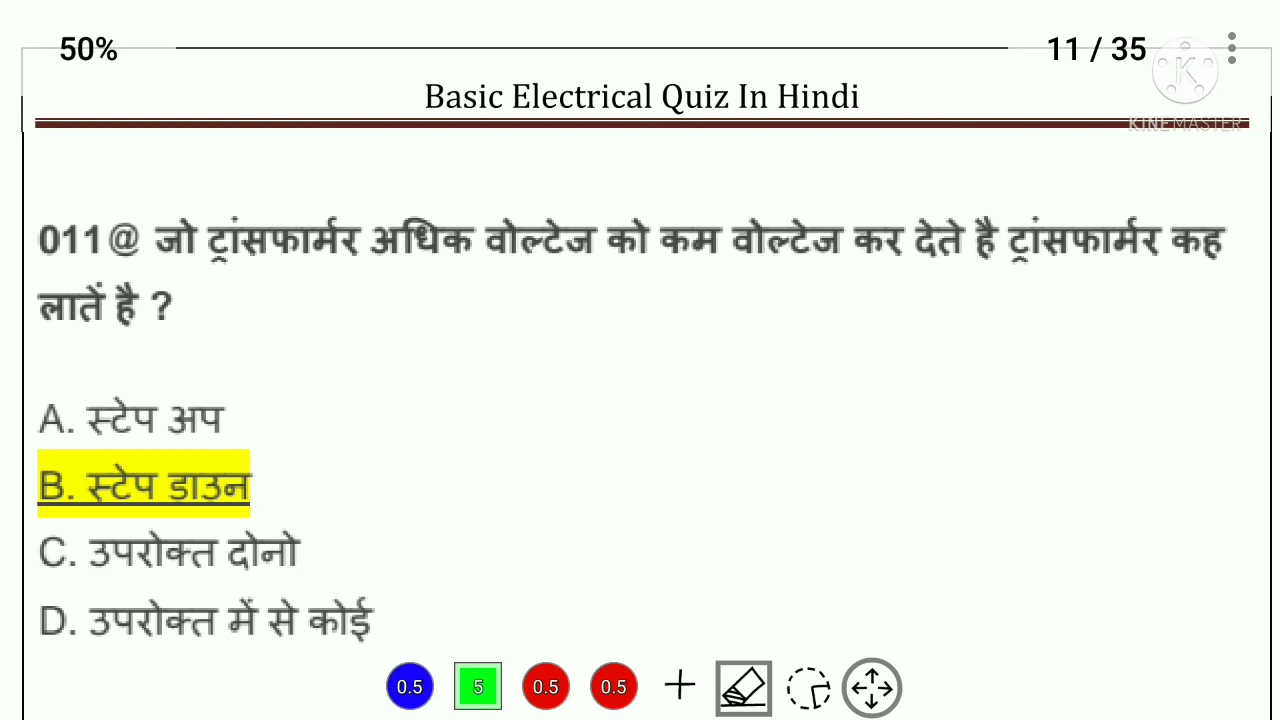 50%
11 / 35
KINEMASTER
Basic Electrical Quiz In Hindi
011@ जो ट्रांसफार्मर अधिक वोल्टेज को कम वोल्टेज कर देते है ट्रांसफार्मर कह
लातें है ?
A. स्टेप अप
B. स्टेप डाउन
C. उपरोक्त दोनो
D. उपरोक्त में से कोई
0.5 5 0.5 0.5